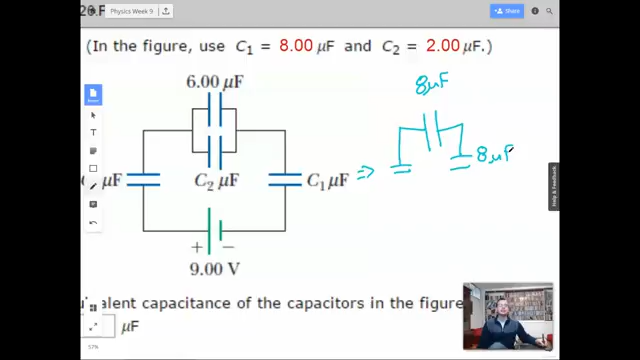 Physics Week 9
Share
(In the figure, use C₁ = 8.00 μF and C₂ = 2.00 μF.)
8μF
6.00 μF
8μF
μF
C₂ μF
C₁ μF
⇒
+
−
9.00 V
Help & Feedback
valent capacitance of the capacitors in the figure
μF
57%